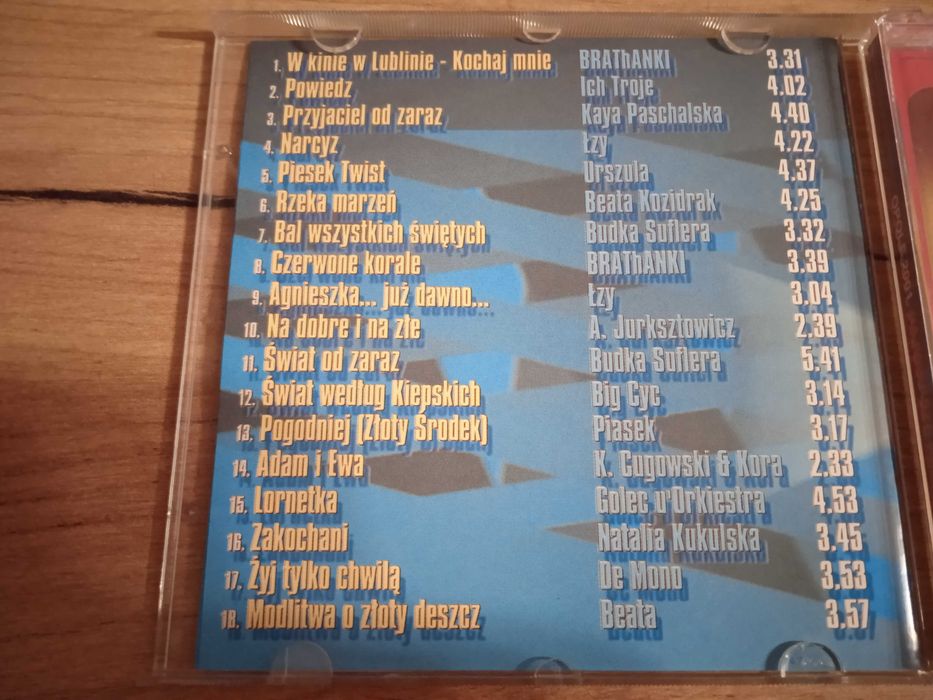 1. W kinie w Lublinie - Kochaj mnie BRAThANKI 3.31
2. Powiedz Ich Troje 4.02
3. Przyjaciel od zaraz Kaya Paschalska 4.40
4. Narcyz Łzy 4.22
5. Piesek Twist Urszula 4.37
6. Rzeka marzeń Beata Kozidrak 4.25
7. Bal wszystkich świętych Budka Suflera 3.32
8. Czerwone korale BRAThANKI 3.39
9. Agnieszka... już dawno... Łzy 3.04
10. Na dobre i na złe A. Jurksztowicz 2.39
11. Świat od zaraz Budka Suflera 5.41
12. Świat według Kiepskich Big Cyc 3.14
13. Pogodniej (Złoty Środek) Piasek 3.17
14. Adam i Ewa K. Cugowski & Kora 2.33
15. Lornetka Golec u'Orkiestra 4.53
16. Zakochani Natalia Kukulska 3.45
17. Żyj tylko chwilą De Mono 3.53
18. Modlitwa o złoty deszcz Beata 3.57